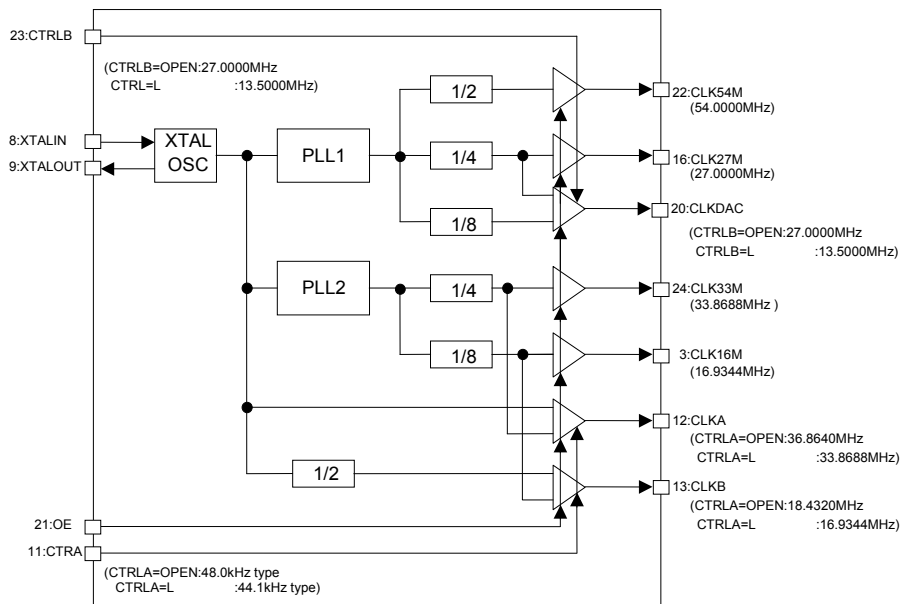 23:CTRLB
(CTRLB=OPEN:27.0000MHz
CTRL=L :13.5000MHz)
1/2
22:CLK54M
(54.0000MHz)
8:XTALIN
9:XTALOUT
XTAL
OSC
PLL1
1/4
16:CLK27M
(27.0000MHz)
1/8
20:CLKDAC
(CTRLB=OPEN:27.0000MHz
CTRLB=L :13.5000MHz)
PLL2
1/4
24:CLK33M
(33.8688MHz )
1/8
3:CLK16M
(16.9344MHz)
12:CLKA
(CTRLA=OPEN:36.8640MHz
CTRLA=L :33.8688MHz)
1/2
13:CLKB
(CTRLA=OPEN:18.4320MHz
CTRLA=L :16.9344MHz)
21:OE
11:CTRA
(CTRLA=OPEN:48.0kHz type
CTRLA=L :44.1kHz type)